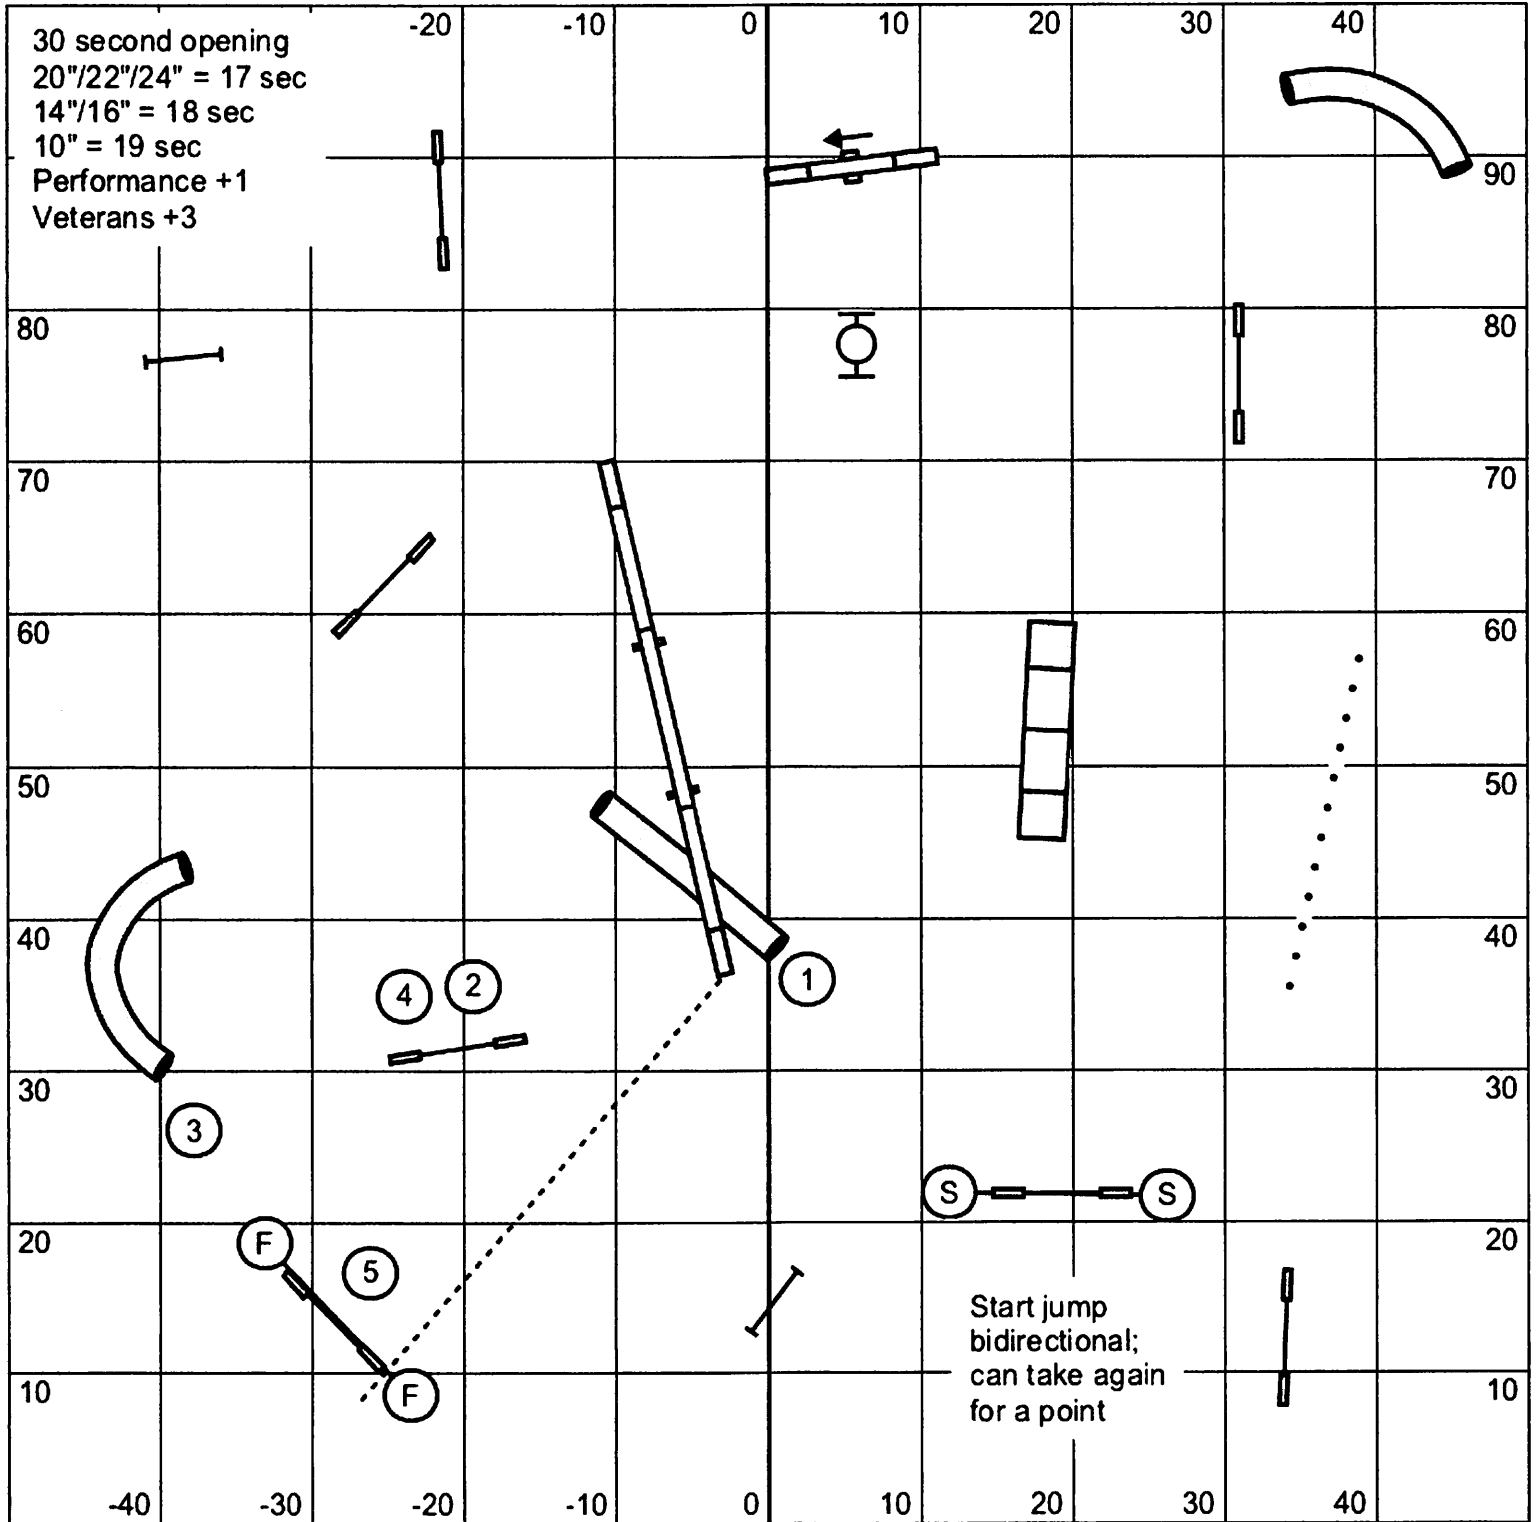 -20 -10 0 10 20 30 40
30 second opening
20"/22"/24" = 17 sec
14"/16" = 18 sec
10" = 19 sec
Performance +1
Veterans +3
90
80 80
70 70
60 60
50 50
40 40
4 2 1
30 30
3
S S
20 20
F 5
Start jump
bidirectional;
can take again
for a point
F
10 10
-40 -30 -20 -10 0 10 20 30 40